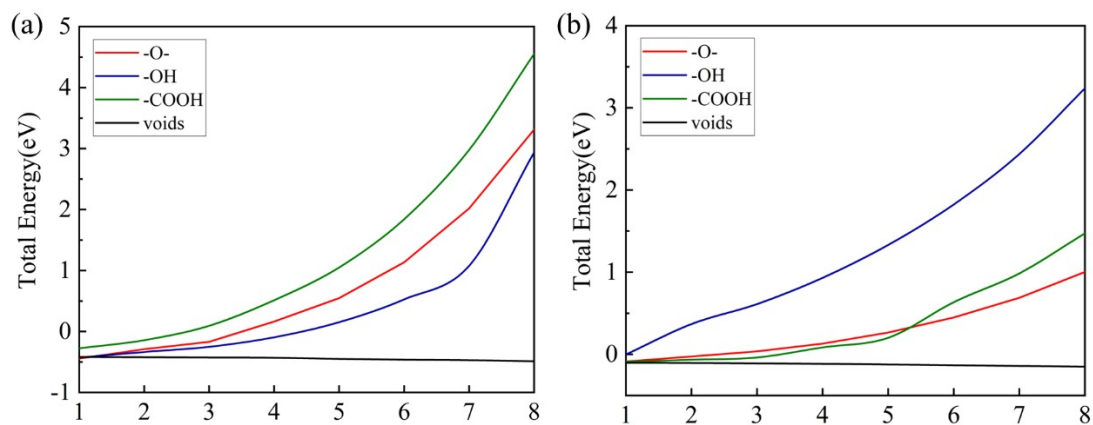 (a)
Total Energy(eV)
5
4
3
2
1
0
-1
-O-
-OH
-COOH
voids
1 2 3 4 5 6 7 8
(b)
Total Energy(eV)
4
3
2
1
0
-O-
-OH
-COOH
voids
1 2 3 4 5 6 7 8